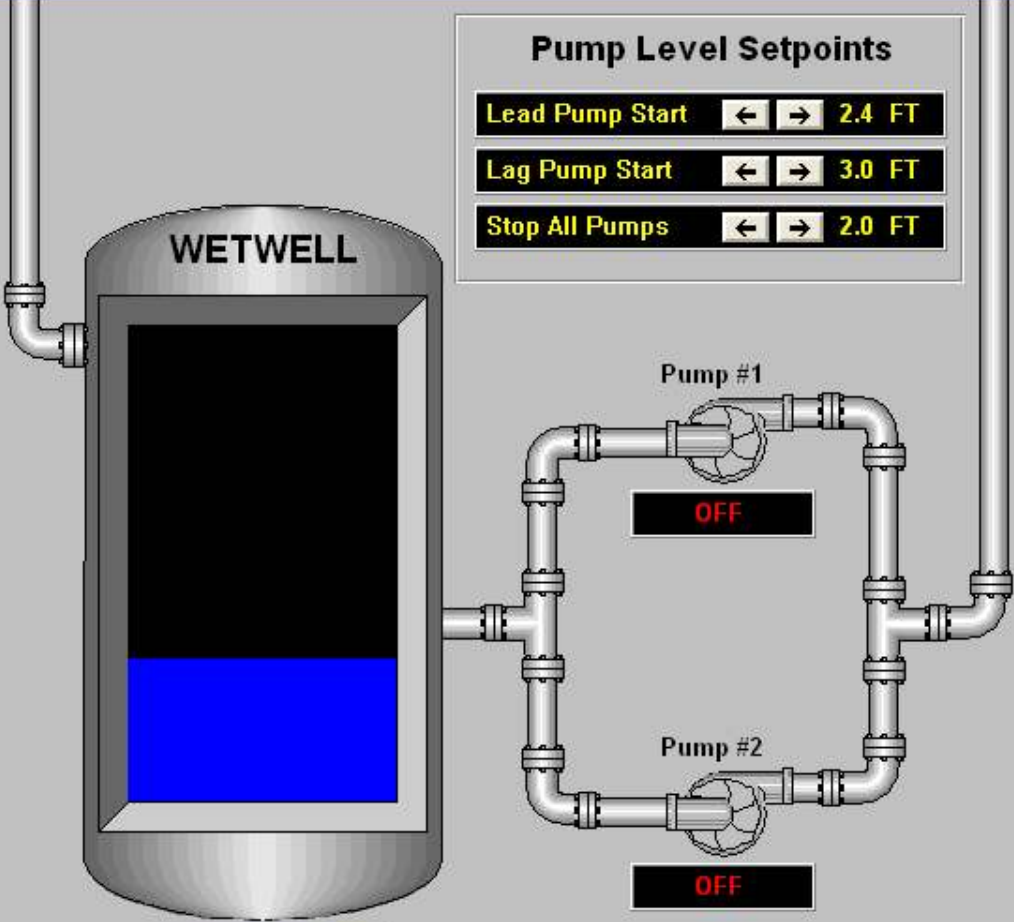 Pump Level Setpoints
Lead Pump Start ← → 2.4 FT
Lag Pump Start ← → 3.0 FT
Stop All Pumps ← → 2.0 FT
WETWELL
Pump #1
OFF
Pump #2
OFF